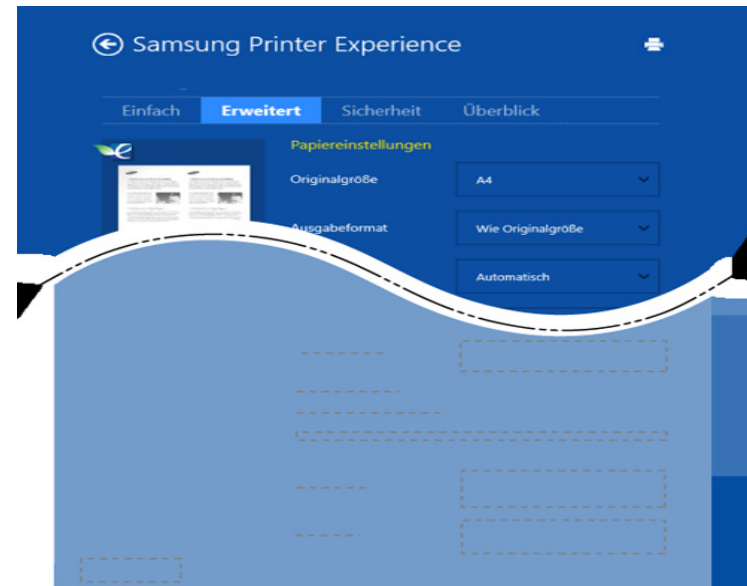 Samsung Printer Experience
Einfach Erweitert Sicherheit Überblick
Papiereinstellungen
Originalgröße A4
Ausgabeformat Wie Originalgröße
Automatisch